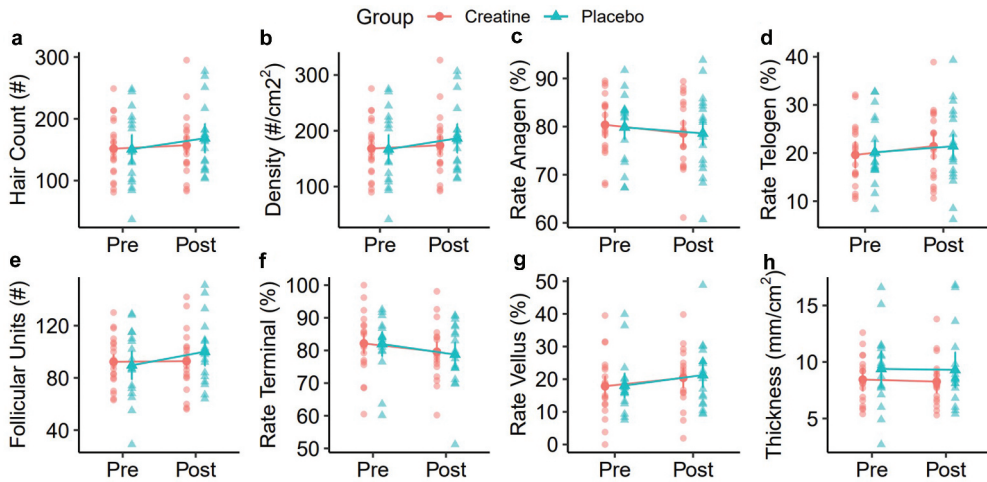 Group Creatine Placebo
a
Hair Count (#)
300
200
100
Pre Post
b
Density (#/cm2²)
300
200
100
Pre Post
c
Rate Anagen (%)
90
80
70
60
Pre Post
d
Rate Telogen (%)
40
30
20
10
Pre Post
e
Follicular Units (#)
120
80
40
Pre Post
f
Rate Terminal (%)
100
90
80
70
60
50
Pre Post
g
Rate Vellus (%)
50
40
30
20
10
0
Pre Post
h
Thickness (mm/cm²)
15
10
5
Pre Post